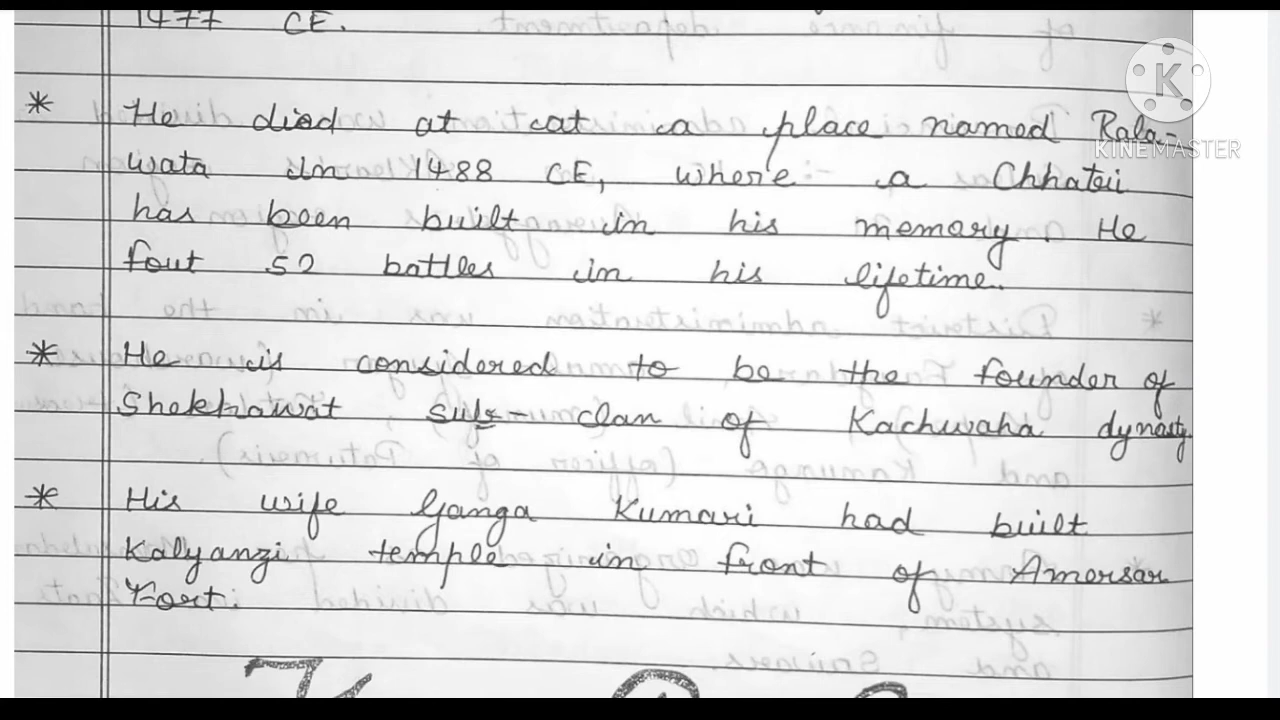 1477 CE.
* He died at cat a place named Rala-
wata in 1488 CE, where a Chhatri
has been built in his memory. He
fout 52 battles in his lifetime.
* He is considered to be the founder of
Shekhawat sub-clan of Kachwaha dynasty.
* His wife Ganga Kumari had built
Kalyanzi temple in front of Amersar
Fort.
K
KINEMASTER